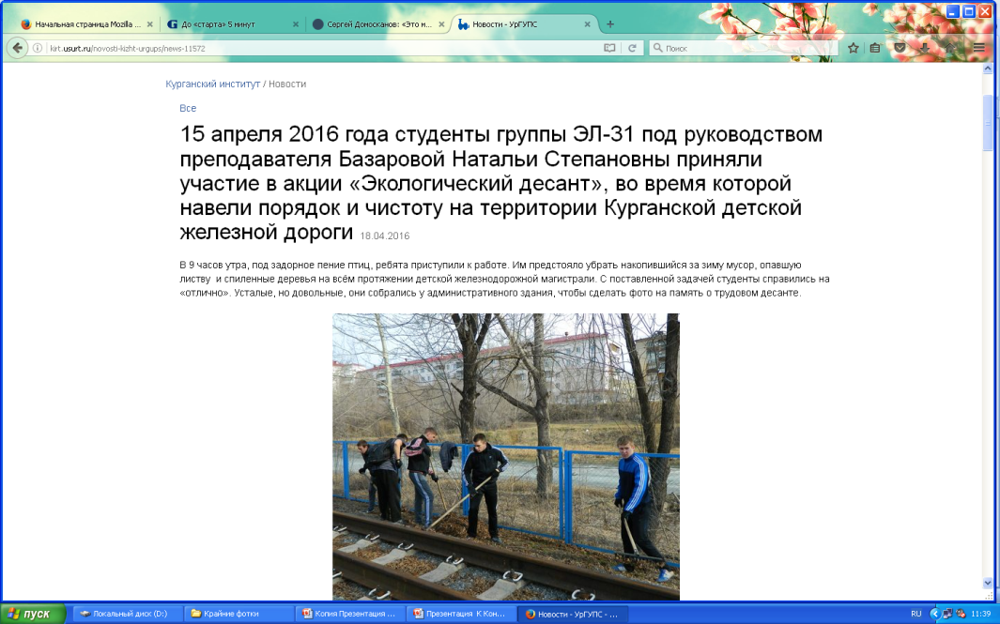 Начальная страница Mozilla ...
До «старта» 5 минут
Сергей Доносканов: «Это м...
Новости - УрГУПС
kirt.usurt.ru/novosti-kizht-urgups/news-11572
Поиск
Курганский институт / Новости
Все
15 апреля 2016 года студенты группы ЭЛ-31 под руководством
преподавателя Базаровой Натальи Степановны приняли
участие в акции «Экологический десант», во время которой
навели порядок и чистоту на территории Курганской детской
железной дороги 18.04.2016
В 9 часов утра, под задорное пение птиц, ребята приступили к работе. Им предстояло убрать накопившийся за зиму мусор, опавшую
листву и спиленные деревья на всём протяжении детской железнодорожной магистрали. С поставленной задачей студенты справились на
«отлично». Усталые, но довольные, они собрались у административного здания, чтобы сделать фото на память о трудовом десанте.
пуск
Локальный диск (D:)
Крайние фотки
Копия Презентация ...
Презентация К Кон...
Новости - УрГУПС - ...
RU
11:39